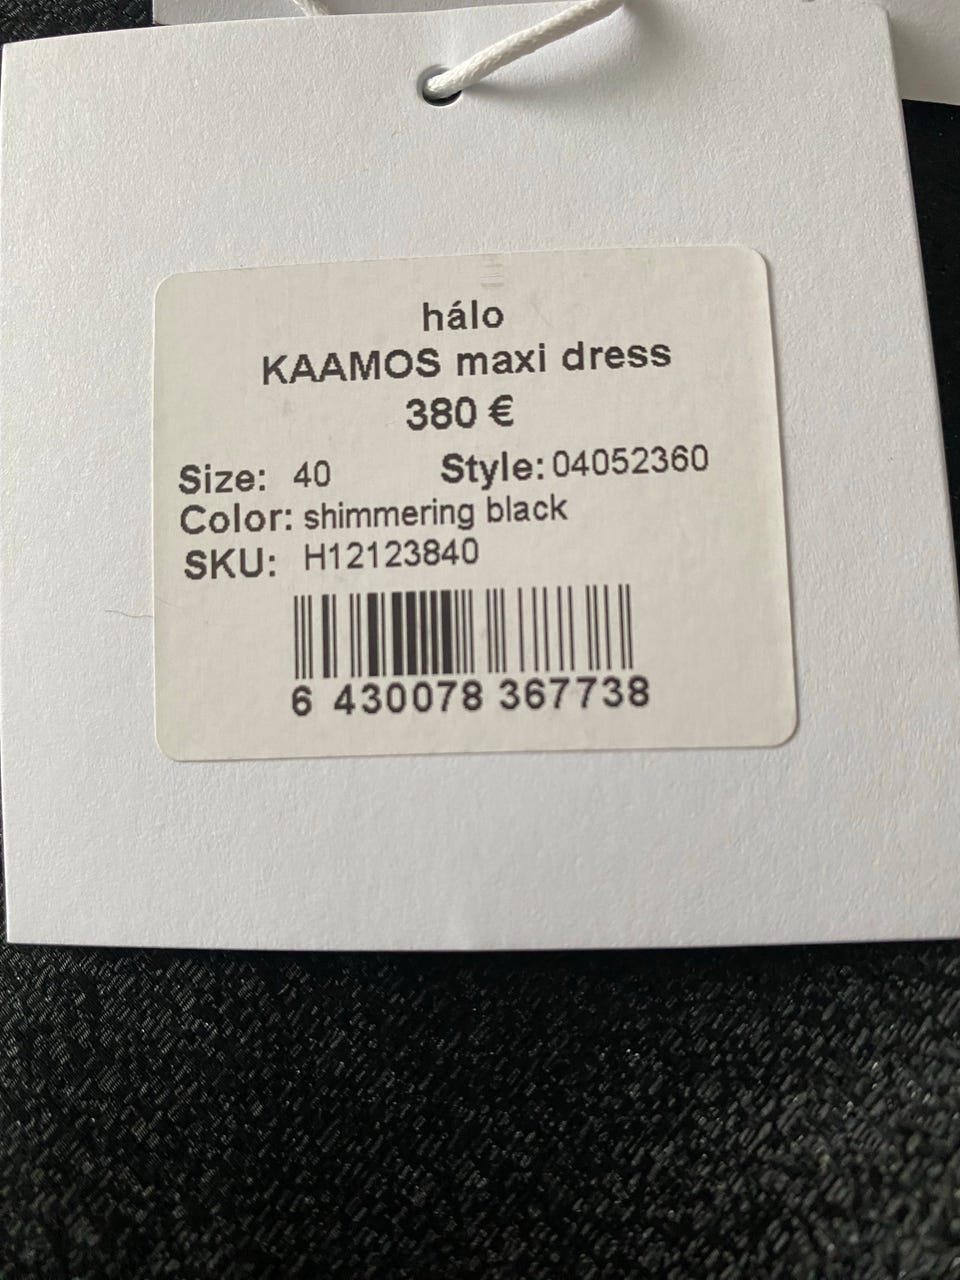 hálo
KAAMOS maxi dress
380 €
Size: 40 Style: 04052360
Color: shimmering black
SKU: H12123840
6 430078 367738